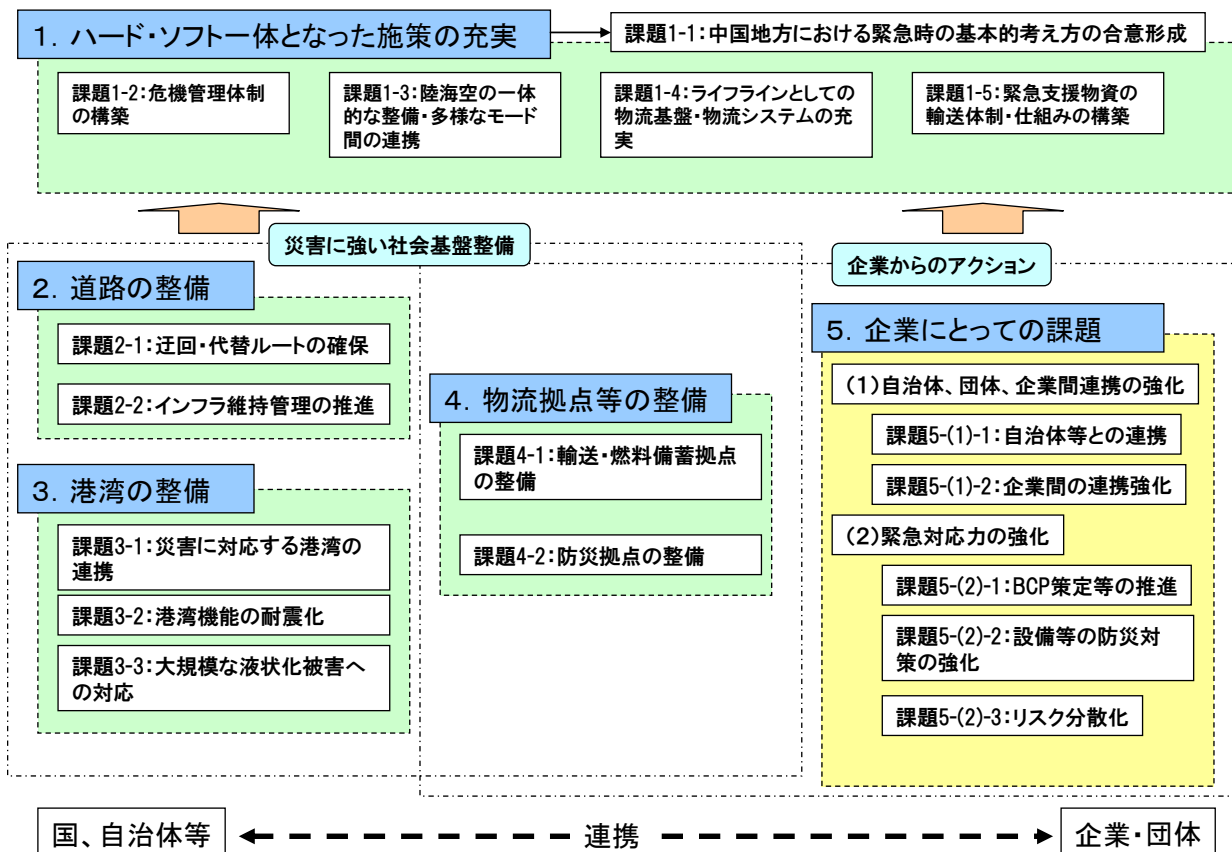 1．ハード・ソフト一体となった施策の充実
課題1-1：中国地方における緊急時の基本的考え方の合意形成
課題1-2：危機管理体制
の構築
課題1-3：陸海空の一体
的な整備・多様なモード
間の連携
課題1-4：ライフラインとしての
物流基盤・物流システムの充
実
課題1-5：緊急支援物資の
輸送体制・仕組みの構築
災害に強い社会基盤整備
企業からのアクション
2．道路の整備
課題2-1：迂回・代替ルートの確保
課題2-2：インフラ維持管理の推進
3．港湾の整備
課題3-1：災害に対応する港湾の
連携
課題3-2：港湾機能の耐震化
課題3-3：大規模な液状化被害へ
の対応
4．物流拠点等の整備
課題4-1：輸送・燃料備蓄拠点
の整備
課題4-2：防災拠点の整備
5．企業にとっての課題
(1)自治体、団体、企業間連携の強化
課題5-(1)-1：自治体等との連携
課題5-(1)-2：企業間の連携強化
(2)緊急対応力の強化
課題5-(2)-1：BCP策定等の推進
課題5-(2)-2：設備等の防災対
策の強化
課題5-(2)-3：リスク分散化
国、自治体等
連携
企業・団体